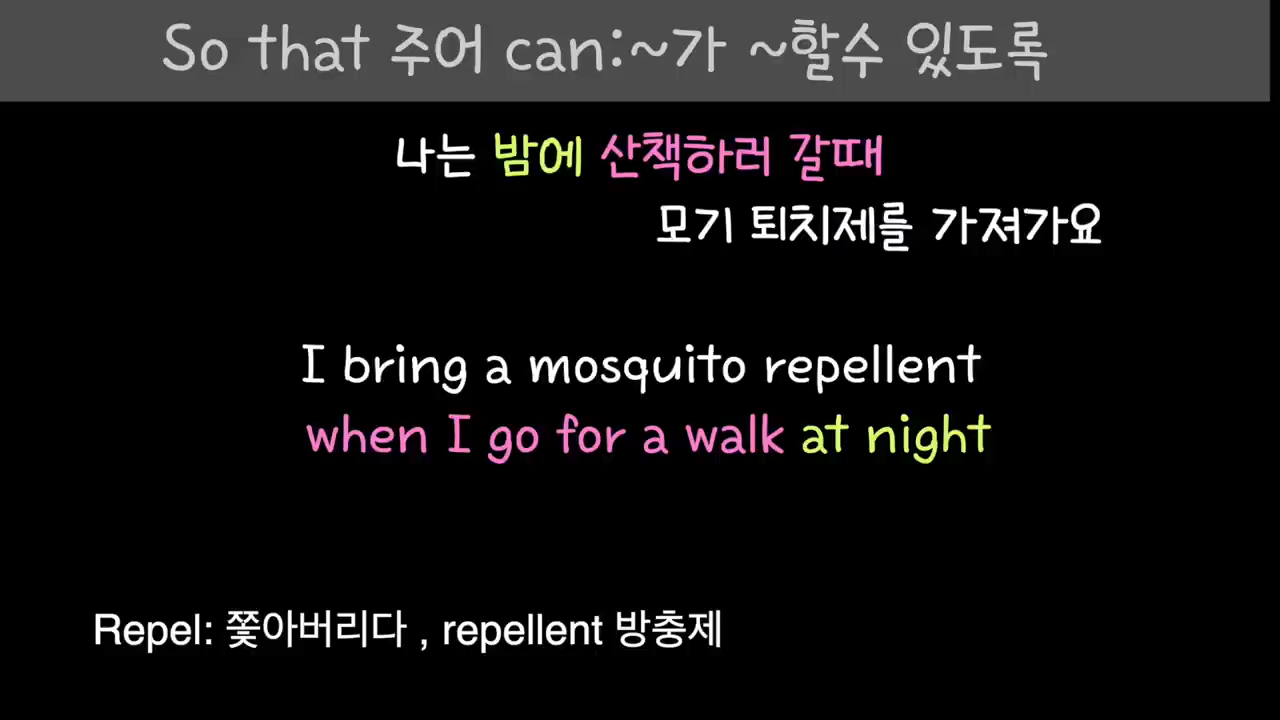 So that 주어 can:~가 ~할수 있도록
나는 밤에 산책하러 갈때
모기 퇴치제를 가져가요
I bring a mosquito repellent
when I go for a walk at night
Repel: 쫓아버리다 , repellent 방충제